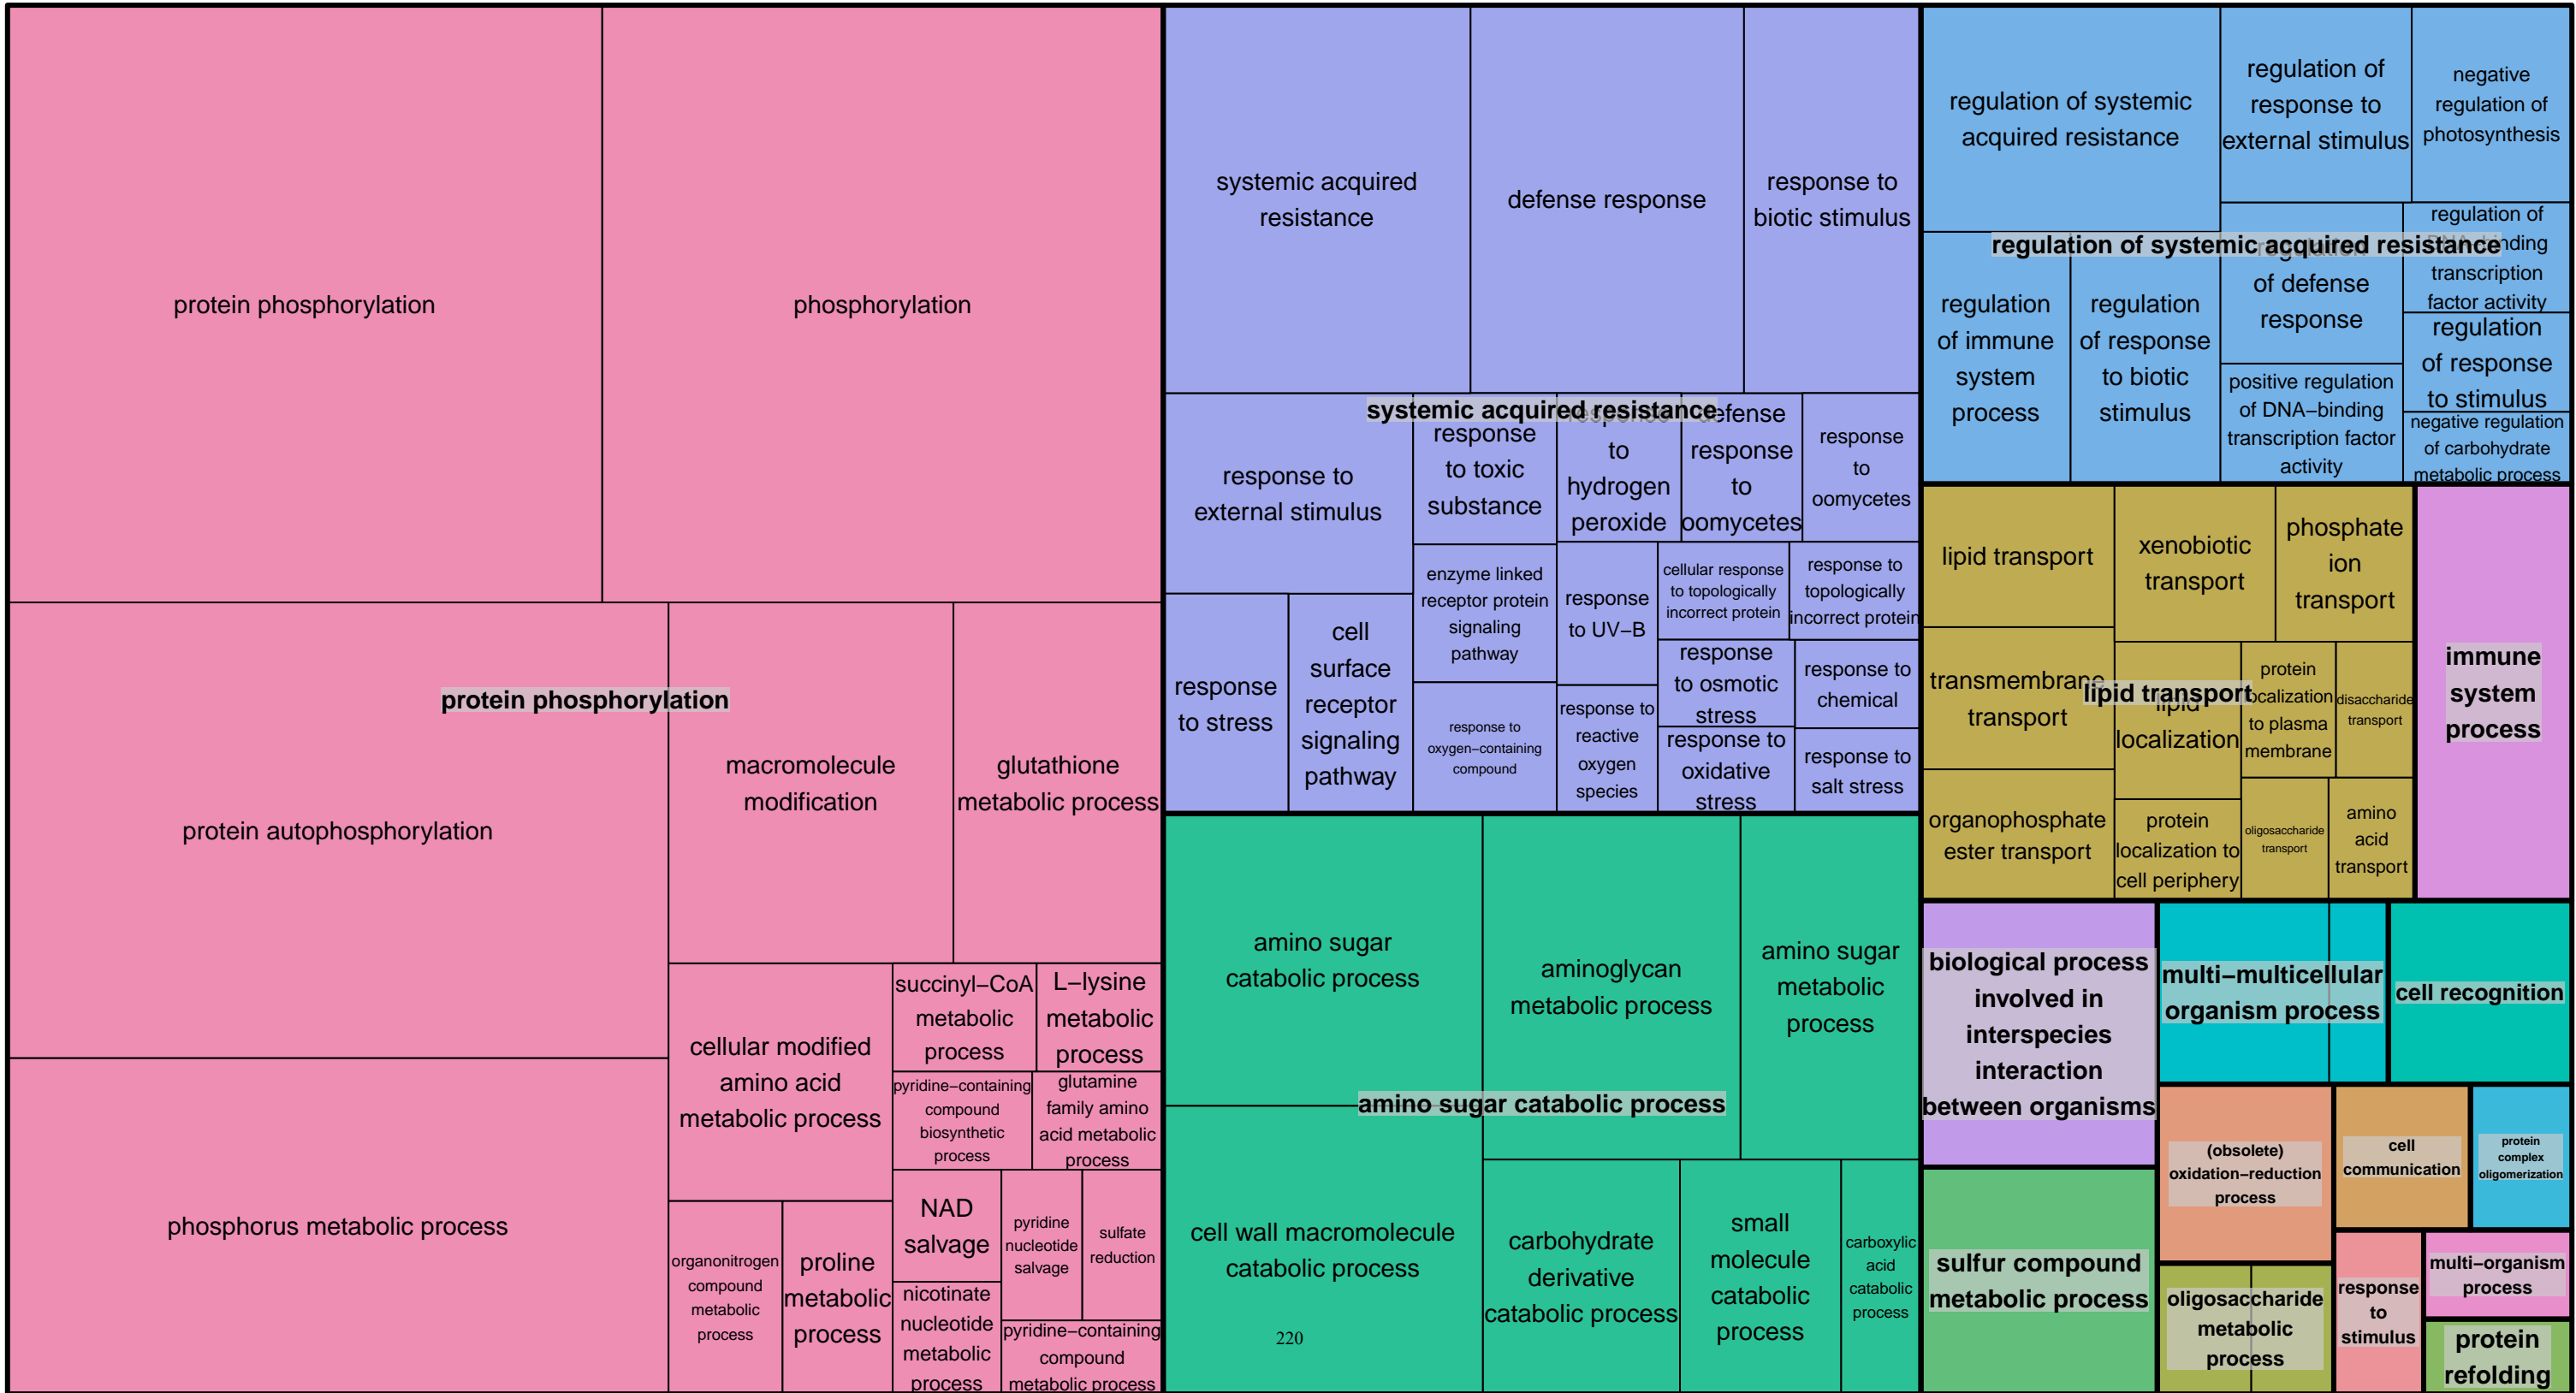 protein phosphorylation
phosphorylation
protein autophosphorylation
macromolecule
modification
glutathione
metabolic process
protein phosphorylation
phosphorus metabolic process
cellular modified
amino acid
metabolic process
succinyl−CoA
metabolic
process
L−lysine
metabolic
process
pyridine−containing
compound
biosynthetic
process
glutamine
family amino
acid metabolic
process
organonitrogen
compound
metabolic
process
proline
metabolic
process
NAD
salvage
pyridine
nucleotide
salvage
sulfate
reduction
nicotinate
nucleotide
metabolic
process
pyridine−containing
compound
metabolic process
systemic acquired
resistance
defense response
response to
biotic stimulus
systemic acquired resistance
response to
external stimulus
response
to toxic
substance
response
to
hydrogen
peroxide
defense
response
to
oomycetes
response
to
oomycetes
response
to stress
cell
surface
receptor
signaling
pathway
enzyme linked
receptor protein
signaling
pathway
response to
oxygen−containing
compound
response
to UV−B
response to
reactive
oxygen
species
cellular response
to topologically
incorrect protein
response to
topologically
incorrect protein
response
to osmotic
stress
response to
chemical
response to
oxidative
stress
response to
salt stress
amino sugar
catabolic process
aminoglycan
metabolic process
amino sugar
metabolic
process
amino sugar catabolic process
cell wall macromolecule
catabolic process
carbohydrate
derivative
catabolic process
small
molecule
catabolic
process
carboxylic
acid
catabolic
process
220
regulation of systemic
acquired resistance
regulation of
response to
external stimulus
negative
regulation of
photosynthesis
regulation of systemic acquired resistance
regulation
of immune
system
process
regulation
of response
to biotic
stimulus
regulation
of defense
response
regulation of
DNA−binding
transcription
factor activity
positive regulation
of DNA−binding
transcription factor
activity
regulation
of response
to stimulus
negative regulation
of carbohydrate
metabolic process
lipid transport
xenobiotic
transport
phosphate
ion
transport
transmembrane
transport
lipid transport
lipid
localization
protein
localization
to plasma
membrane
disaccharide
transport
organophosphate
ester transport
protein
localization to
cell periphery
oligosaccharide
transport
amino
acid
transport
immune
system
process
biological process
involved in
interspecies
interaction
between organisms
multi−multicellular
organism process
cell recognition
(obsolete)
oxidation−reduction
process
cell
communication
protein
complex
oligomerization
sulfur compound
metabolic process
oligosaccharide
metabolic
process
response
to
stimulus
multi−organism
process
protein
refolding